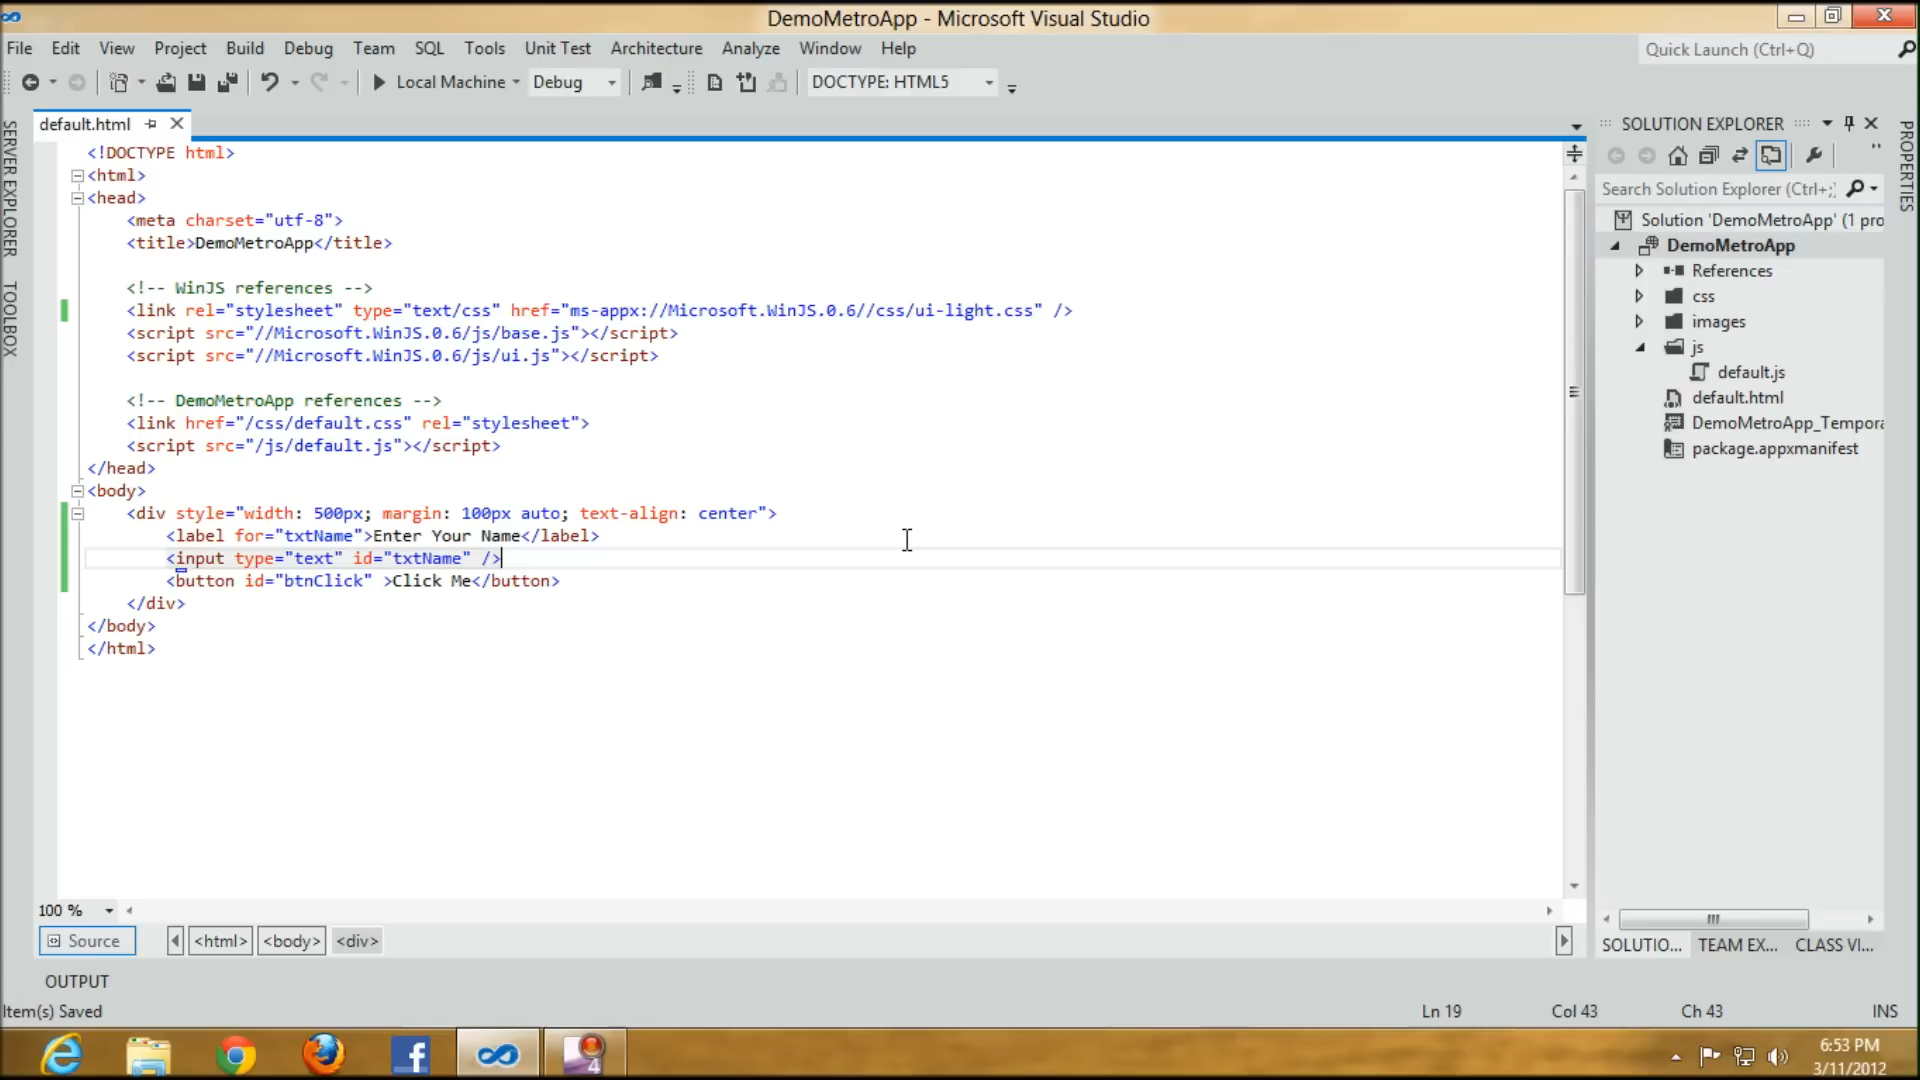 DemoMetroApp - Microsoft Visual Studio
File Edit View Project Build Debug Team SQL Tools Unit Test Architecture Analyze Window Help
Quick Launch (Ctrl+Q)
Local Machine Debug DOCTYPE: HTML5
SERVER EXPLORER
TOOLBOX
default.html
<!DOCTYPE html>
<html>
<head>
<meta charset="utf-8">
<title>DemoMetroApp</title>
<!-- WinJS references -->
<link rel="stylesheet" type="text/css" href="ms-appx://Microsoft.WinJS.0.6//css/ui-light.css" />
<script src="//Microsoft.WinJS.0.6/js/base.js"></script>
<script src="//Microsoft.WinJS.0.6/js/ui.js"></script>
<!-- DemoMetroApp references -->
<link href="/css/default.css" rel="stylesheet">
<script src="/js/default.js"></script>
</head>
<body>
<div style="width: 500px; margin: 100px auto; text-align: center">
<label for="txtName">Enter Your Name</label>
<input type="text" id="txtName" />
<button id="btnClick" >Click Me</button>
</div>
</body>
</html>
100 %
Source <html> <body> <div>
SOLUTION EXPLORER
Search Solution Explorer (Ctrl+;)
Solution 'DemoMetroApp' (1 pro
DemoMetroApp
References
css
images
js
default.js
default.html
DemoMetroApp_Tempora
package.appxmanifest
SOLUTIO... TEAM EX... CLASS VI...
PROPERTIES
OUTPUT
Item(s) Saved Ln 19 Col 43 Ch 43 INS
4
6:53 PM
3/11/2012